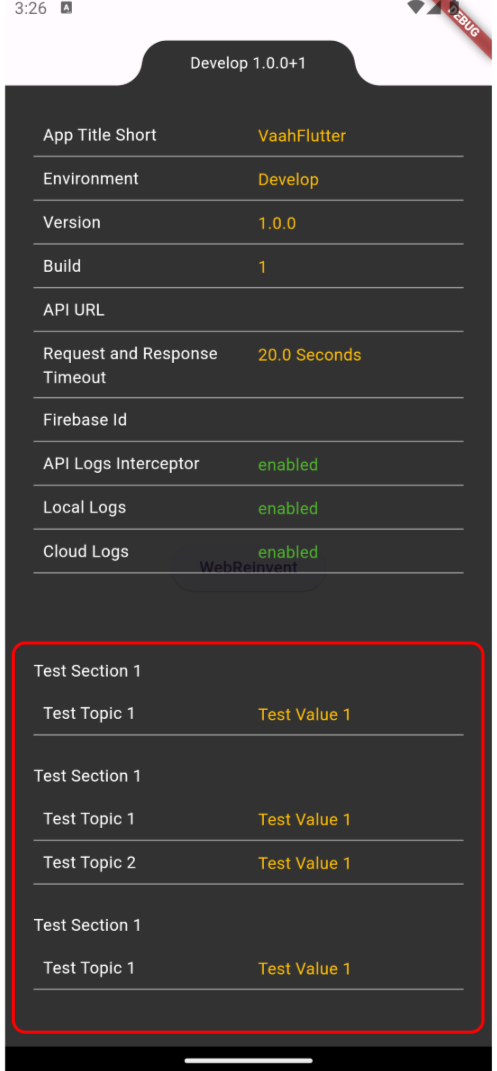 3:26 A
DEBUG
Develop 1.0.0+1
App Title Short VaahFlutter
Environment Develop
Version 1.0.0
Build 1
API URL
Request and Response 20.0 Seconds
Timeout
Firebase Id
API Logs Interceptor enabled
Local Logs enabled
Cloud Logs enabled
WebReinvent
Test Section 1
Test Topic 1 Test Value 1
Test Section 1
Test Topic 1 Test Value 1
Test Topic 2 Test Value 1
Test Section 1
Test Topic 1 Test Value 1